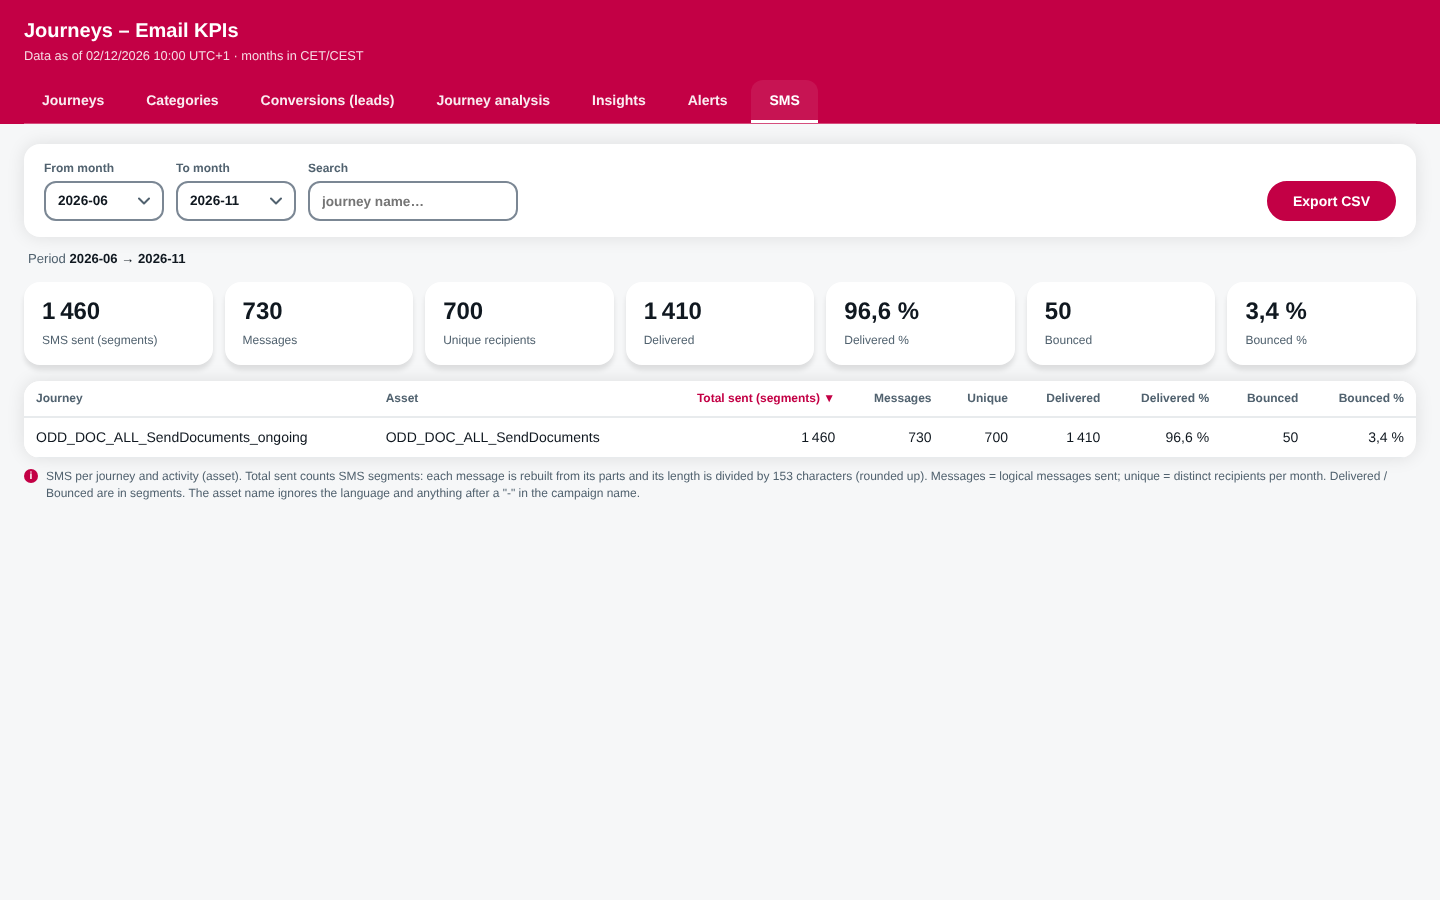 Journeys – Email KPIs
Data as of 02/12/2026 10:00 UTC+1 · months in CET/CEST
Journeys Categories Conversions (leads) Journey analysis Insights Alerts SMS
From month To month Search
2026-06 2026-11 journey name… Export CSV
Period 2026-06 → 2026-11
1 460 730 700 1 410 96,6 % 50 3,4 %
SMS sent (segments) Messages Unique recipients Delivered Delivered % Bounced Bounced %
Journey Asset Total sent (segments) ▼ Messages Unique Delivered Delivered % Bounced Bounced %
ODD_DOC_ALL_SendDocuments_ongoing ODD_DOC_ALL_SendDocuments 1 460 730 700 1 410 96,6 % 50 3,4 %
i SMS per journey and activity (asset). Total sent counts SMS segments: each message is rebuilt from its parts and its length is divided by 153 characters (rounded up). Messages = logical messages sent; unique = distinct recipients per month. Delivered /
Bounced are in segments. The asset name ignores the language and anything after a "-" in the campaign name.